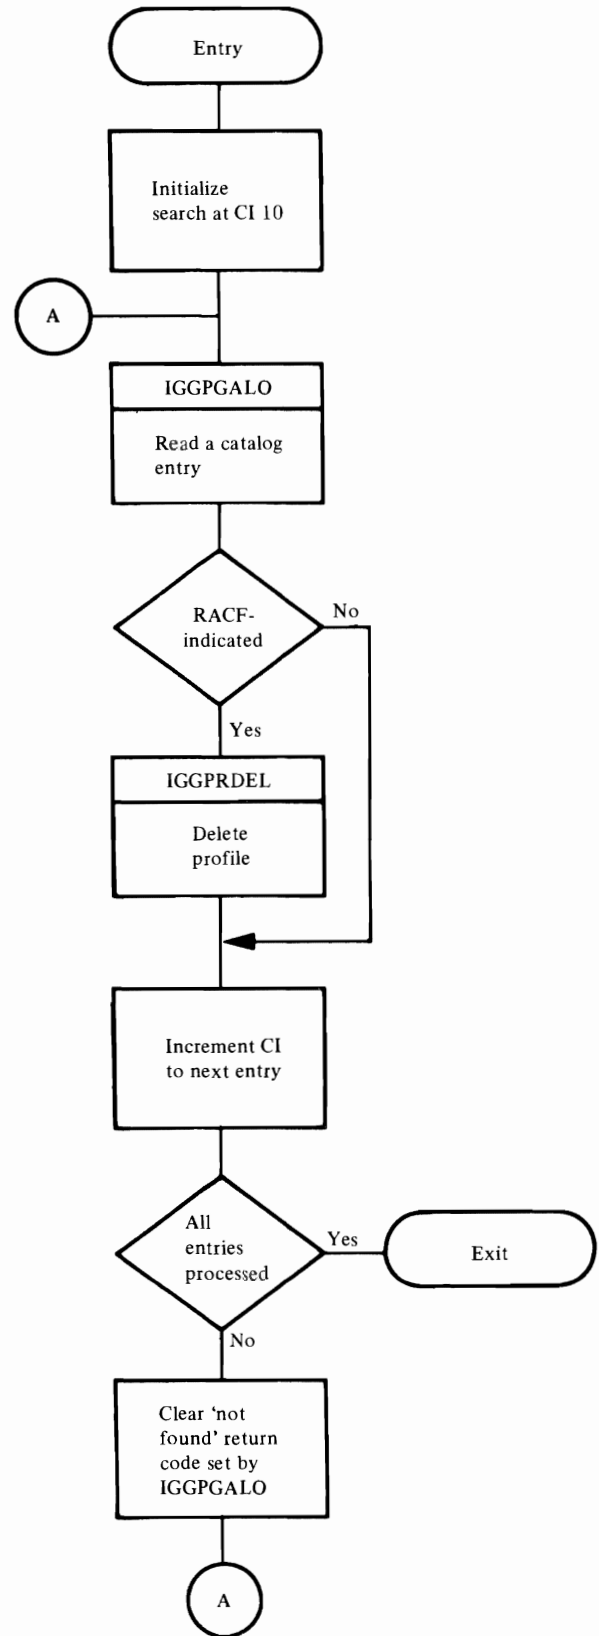 Entry
Initialize
search at CI 10
A
IGGPGALO
Read a catalog
entry
RACF-
indicated
No
Yes
IGGPRDEL
Delete
profile
Increment CI
to next entry
All
entries
processed
Yes
Exit
No
Clear ‘not
found’ return
code set by
IGGPGALO
A